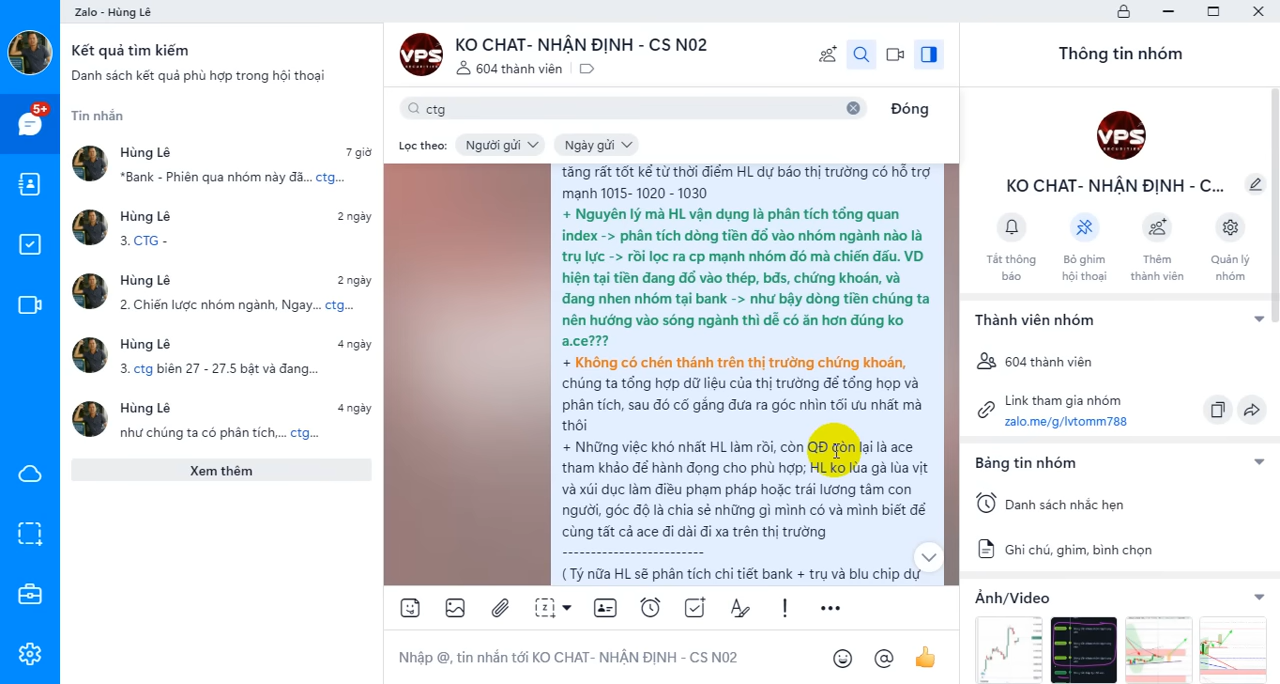 Zalo - Hùng Lê
5+
Kết quả tìm kiếm
Danh sách kết quả phù hợp trong hội thoại
Tin nhắn
Hùng Lê
7 giờ
*Bank - Phiên qua nhóm này đã... ctg...
Hùng Lê
2 ngày
3. CTG -
Hùng Lê
2 ngày
2. Chiến lược nhóm ngành, Ngay... ctg...
Hùng Lê
4 ngày
3. ctg biên 27 - 27.5 bật và đang...
Hùng Lê
4 ngày
như chúng ta có phân tích,... ctg...
Xem thêm
VPS
SECURITIES
KO CHAT- NHẬN ĐỊNH - CS N02
604 thành viên
ctg
Đóng
Lọc theo:
Người gửi
Ngày gửi
tăng rất tốt kể từ thời điểm HL dự báo thị trường có hỗ trợ
mạnh 1015- 1020 - 1030
+ Nguyên lý mà HL vận dụng là phân tích tổng quan
index -> phân tích dòng tiền đổ vào nhóm ngành nào là
trụ lực -> rồi lọc ra cp mạnh nhóm đó mà chiến đấu. VD
hiện tại tiền đang đổ vào thép, bđs, chứng khoán, và
đang nhen nhóm tại bank -> như bậy dòng tiền chúng ta
nên hướng vào sóng ngành thì dễ có ăn hơn đúng ko
a.ce???
+ Không có chén thánh trên thị trường chứng khoán,
chúng ta tổng hợp dữ liệu của thị trường để tổng họp và
phân tích, sau đó cố gắng đưa ra góc nhìn tối ưu nhất mà
thôi
+ Những việc khó nhất HL làm rồi, còn QĐ còn lại là ace
tham khảo để hành đọng cho phù hợp; HL ko lùa gà lùa vịt
và xúi dục làm điều phạm pháp hoặc trái lương tâm con
người, góc độ là chia sẻ những gì mình có và mình biết để
cùng tất cả ace đi dài đi xa trên thị trường
-------------------------
( Tý nữa HL sẽ phân tích chi tiết bank + trụ và blu chip dự
Nhập @, tin nhắn tới KO CHAT- NHẬN ĐỊNH - CS N02
Thông tin nhóm
VPS
SECURITIES
KO CHAT- NHẬN ĐỊNH - C...
Tắt thông báo
Bỏ ghim hội thoại
Thêm thành viên
Quản lý nhóm
Thành viên nhóm
604 thành viên
Link tham gia nhóm
zalo.me/g/lvtomm788
Bảng tin nhóm
Danh sách nhắc hẹn
Ghi chú, ghim, bình chọn
Ảnh/Video